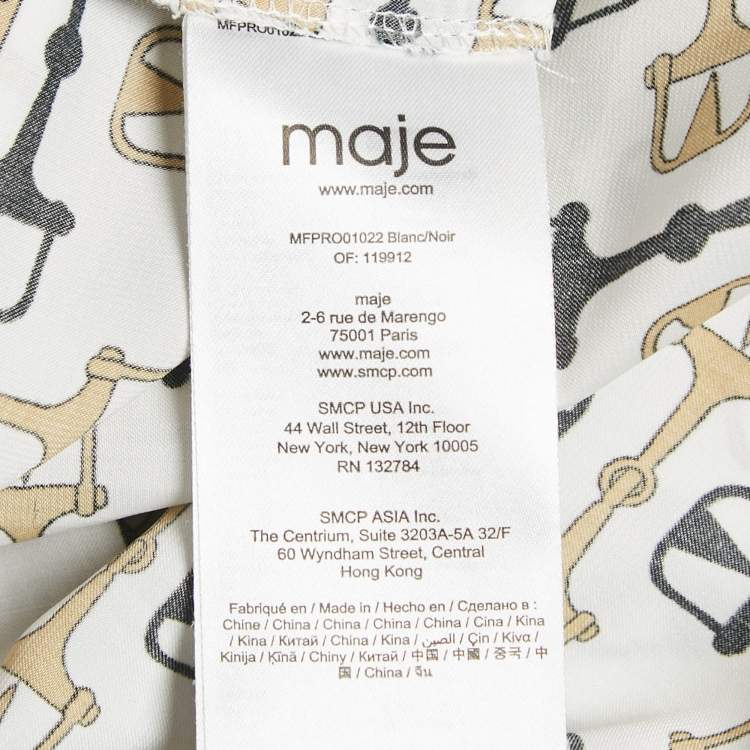 MFPRO01022
maje
www.maje.com
MFPRO01022 Blanc/Noir
OF: 119912
maje
2-6 rue de Marengo
75001 Paris
www.maje.com
www.smcp.com
SMCP USA Inc.
44 Wall Street, 12th Floor
New York, New York 10005
RN 132784
SMCP ASIA Inc.
The Centrium, Suite 3203A-5A 32/F
60 Wyndham Street, Central
Hong Kong
Fabriqué en / Made in / Hecho en / Сделано в :
Chine / China / China / China / China / Cina / Kina
/ Kina / Китай / China / Kina / الصين / Çin / Κίνα /
Kinija / Ķīnā / Chiny / Китай / 中国 / 中國 / 중국 / 中
国 / China / จีน